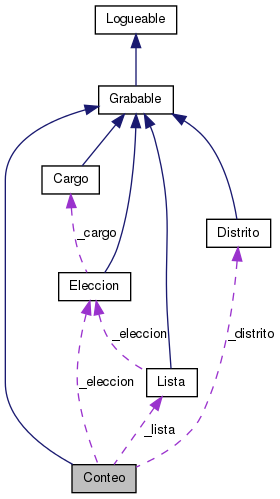 Logueable
Grabable
Cargo
Distrito
_cargo
Eleccion
_eleccion
_distrito
_eleccion
Lista
_lista
Conteo